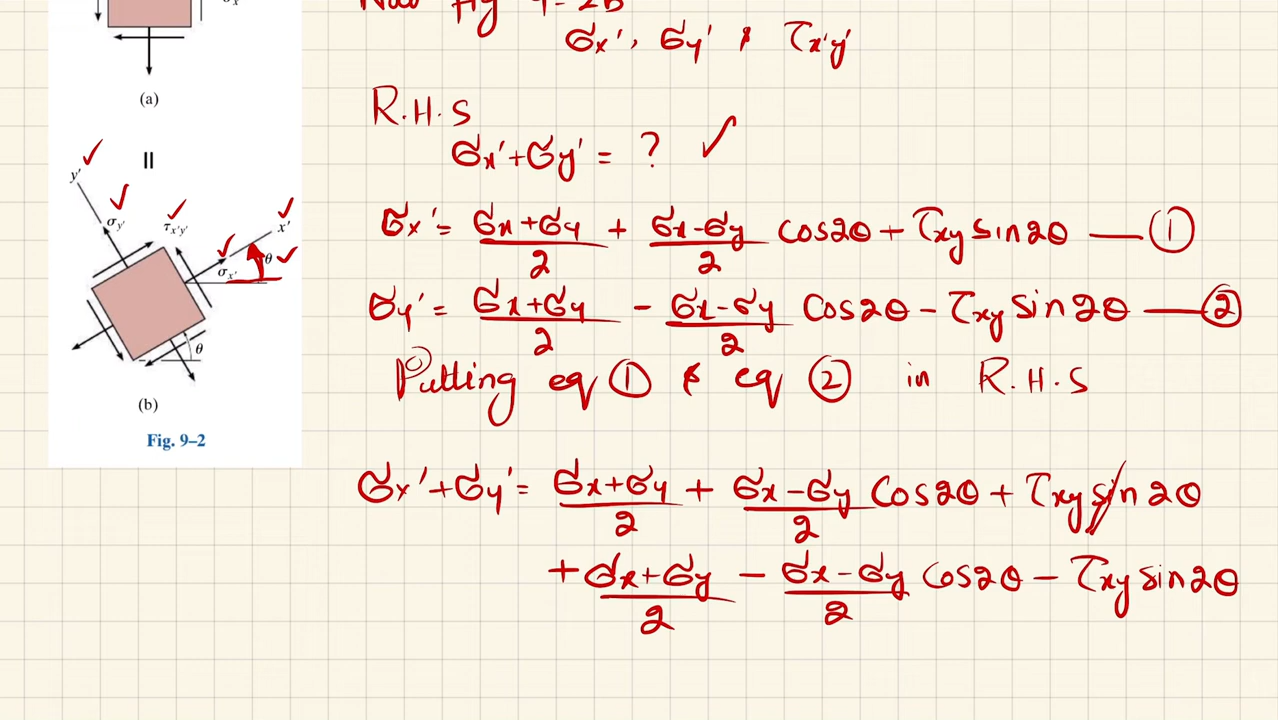 σx
(a)
=
y'
σy'
τx'y'
x'
θ
σx'
θ
(b)
Fig. 9–2
σx', σy' & τx'y'
R.H.S
σx'+σy' = ? ✓
σx' = σx+σy/2 + σx-σy/2 cos2θ + τxy sin2θ — ①
σy' = σx+σy/2 - σx-σy/2 cos2θ - τxy sin2θ — ②
Putting eq ① & eq ② in R.H.S
σx'+σy' = σx+σy/2 + σx-σy/2 cos2θ + τxy sin2θ
+ σx+σy/2 - σx-σy/2 cos2θ - τxy sin2θ